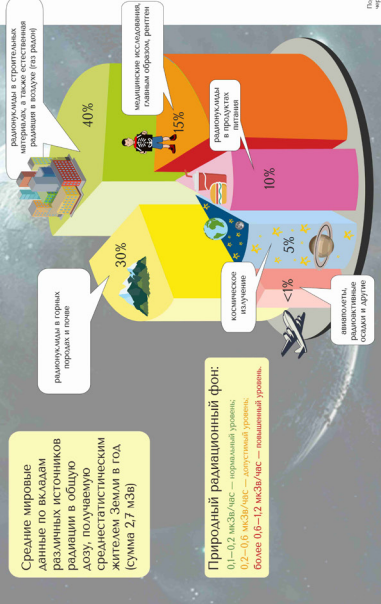 Средние мировые
данные по вкладам
различных источников
радиации в общую
дозу, получаемую
среднестатистическим
жителем Земли в год
(сумма 2,7 мЗв)
Природный радиационный фон:
0,1–0,2 мкЗв/час — нормальный уровень;
0,2–0,6 мкЗв/час — допустимый уровень;
более 0,6–1,2 мкЗв/час — повышенный уровень.
радионуклиды в горных
породах и почве
30%
радионуклиды в строительных
материалах, а также естественная
радиация в воздухе (газ радон)
40%
медицинские исследования,
главным образом, рентген
15%
радионуклиды
в продуктах
питания
10%
космическое
излучение
5%
<1%
авиаполеты,
радиоактивные
осадки и другие